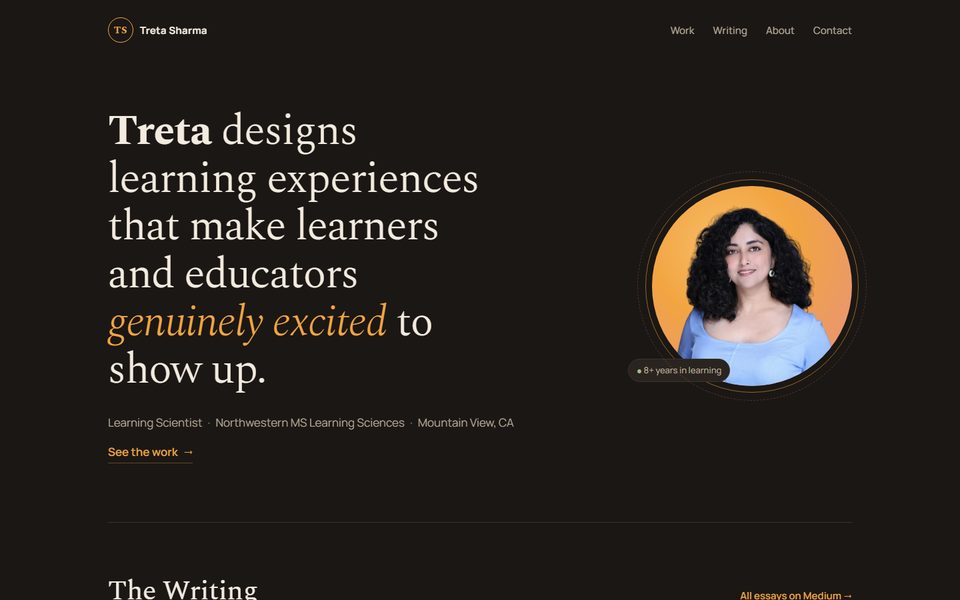 TS Treta Sharma
Work Writing About Contact
Treta designs
learning experiences
that make learners
and educators
genuinely excited to
show up.
8+ years in learning
Learning Scientist · Northwestern MS Learning Sciences · Mountain View, CA
See the work →
The Writing
All essays on Medium →